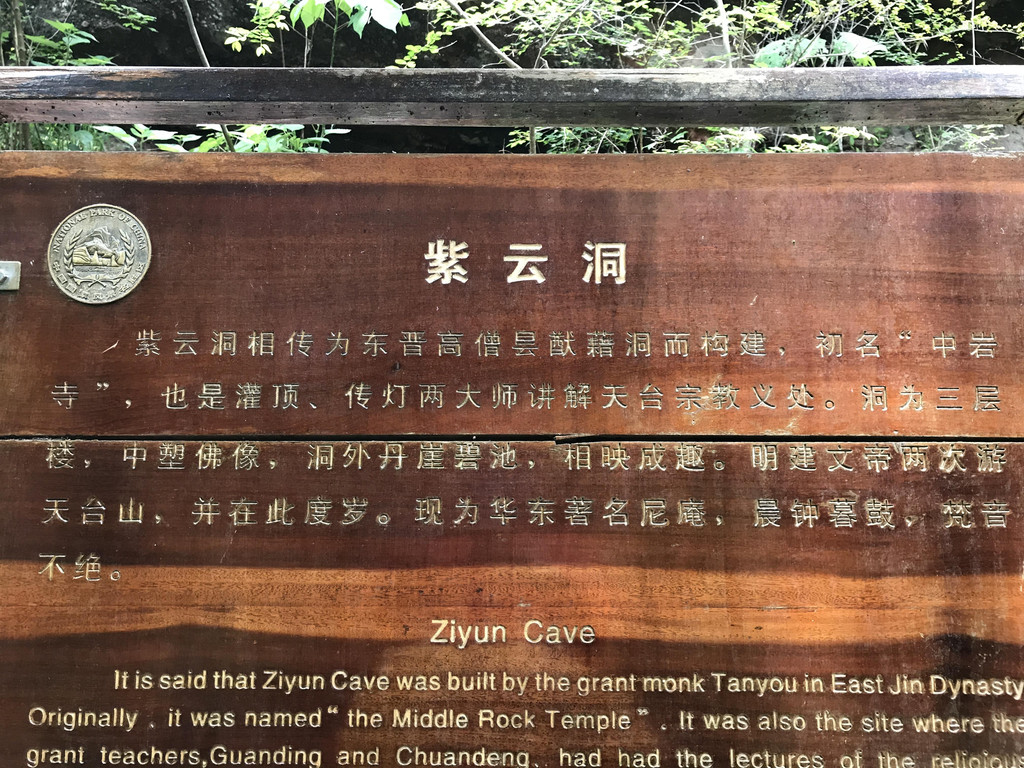 NATIONAL PARK OF CHINA
紫云洞
紫云洞相传为东晋高僧昙猷藉洞而构建，初名“中岩
寺”，也是灌顶、传灯两大师讲解天台宗教义处。洞为三层
楼，中塑佛像，洞外丹崖碧池，相映成趣。明建文帝两次游
天台山，并在此度岁。现为华东著名尼庵，晨钟暮鼓，梵音
不绝。
Ziyun Cave
It is said that Ziyun Cave was built by the grant monk Tanyou in East Jin Dynasty
Originally、it was named“the Middle Rock Temple”. It was also the site where the
grant teachers,Guanding and Chuandeng、had had the lectures of the religious